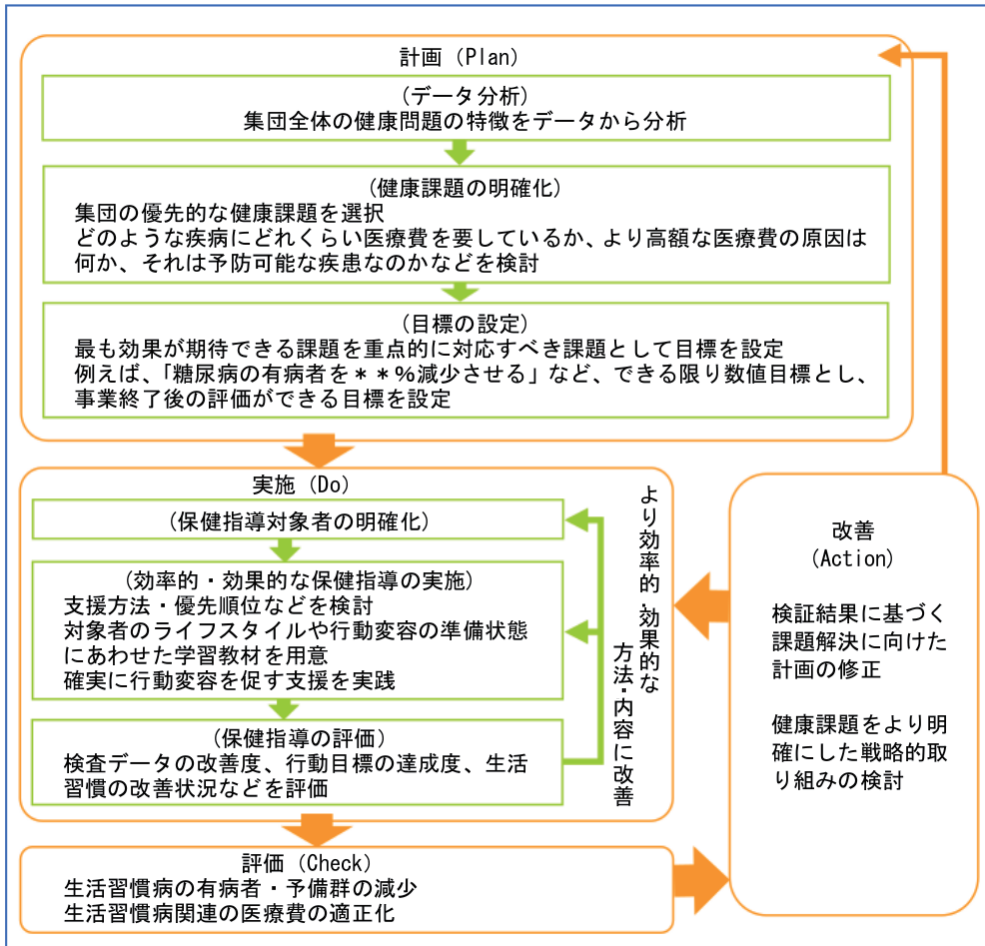 計画（Plan）
（データ分析）
集団全体の健康問題の特徴をデータから分析
（健康課題の明確化）
集団の優先的な健康課題を選択
どのような疾病にどれくらい医療費を要しているか、より高額な医療費の原因は
何か、それは予防可能な疾患なのかなどを検討
（目標の設定）
最も効果が期待できる課題を重点的に対応すべき課題として目標を設定
例えば、「糖尿病の有病者を＊＊％減少させる」など、できる限り数値目標とし、
事業終了後の評価ができる目標を設定
実施（Do）
（保健指導対象者の明確化）
（効率的・効果的な保健指導の実施）
支援方法・優先順位などを検討
対象者のライフスタイルや行動変容の準備状態
にあわせた学習教材を用意
確実に行動変容を促す支援を実践
（保健指導の評価）
検査データの改善度、行動目標の達成度、生活
習慣の改善状況などを評価
より効率的・効果的な
方法・内容に改善
評価（Check）
生活習慣病の有病者・予備群の減少
生活習慣病関連の医療費の適正化
改善
（Action）
検証結果に基づく
課題解決に向けた
計画の修正
健康課題をより明
確にした戦略的取
り組みの検討